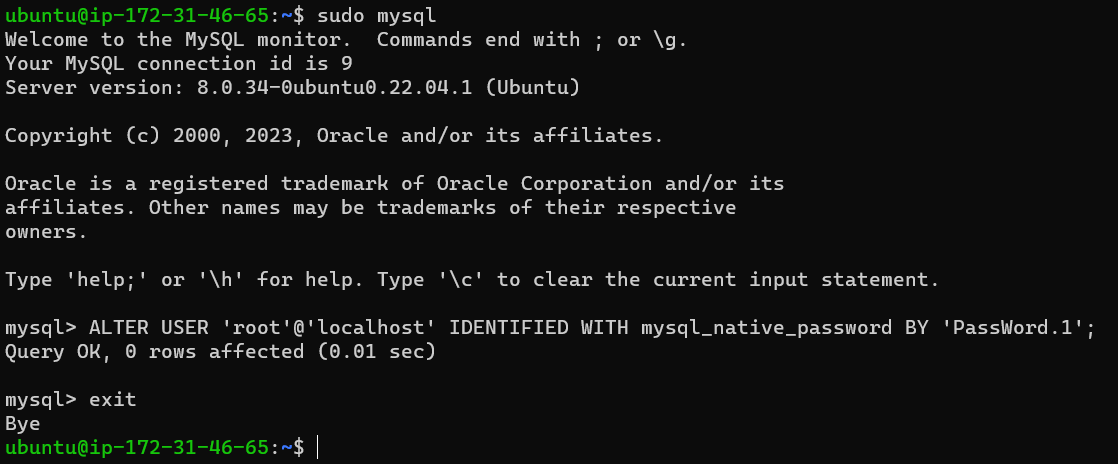 ubuntu@ip-172-31-46-65:~$ sudo mysql
Welcome to the MySQL monitor.  Commands end with ; or \g.
Your MySQL connection id is 9
Server version: 8.0.34-0ubuntu0.22.04.1 (Ubuntu)
Copyright (c) 2000, 2023, Oracle and/or its affiliates.
Oracle is a registered trademark of Oracle Corporation and/or its
affiliates. Other names may be trademarks of their respective
owners.
Type 'help;' or '\h' for help. Type '\c' to clear the current input statement.
mysql> ALTER USER 'root'@'localhost' IDENTIFIED WITH mysql_native_password BY 'PassWord.1';
Query OK, 0 rows affected (0.01 sec)
mysql> exit
Bye
ubuntu@ip-172-31-46-65:~$